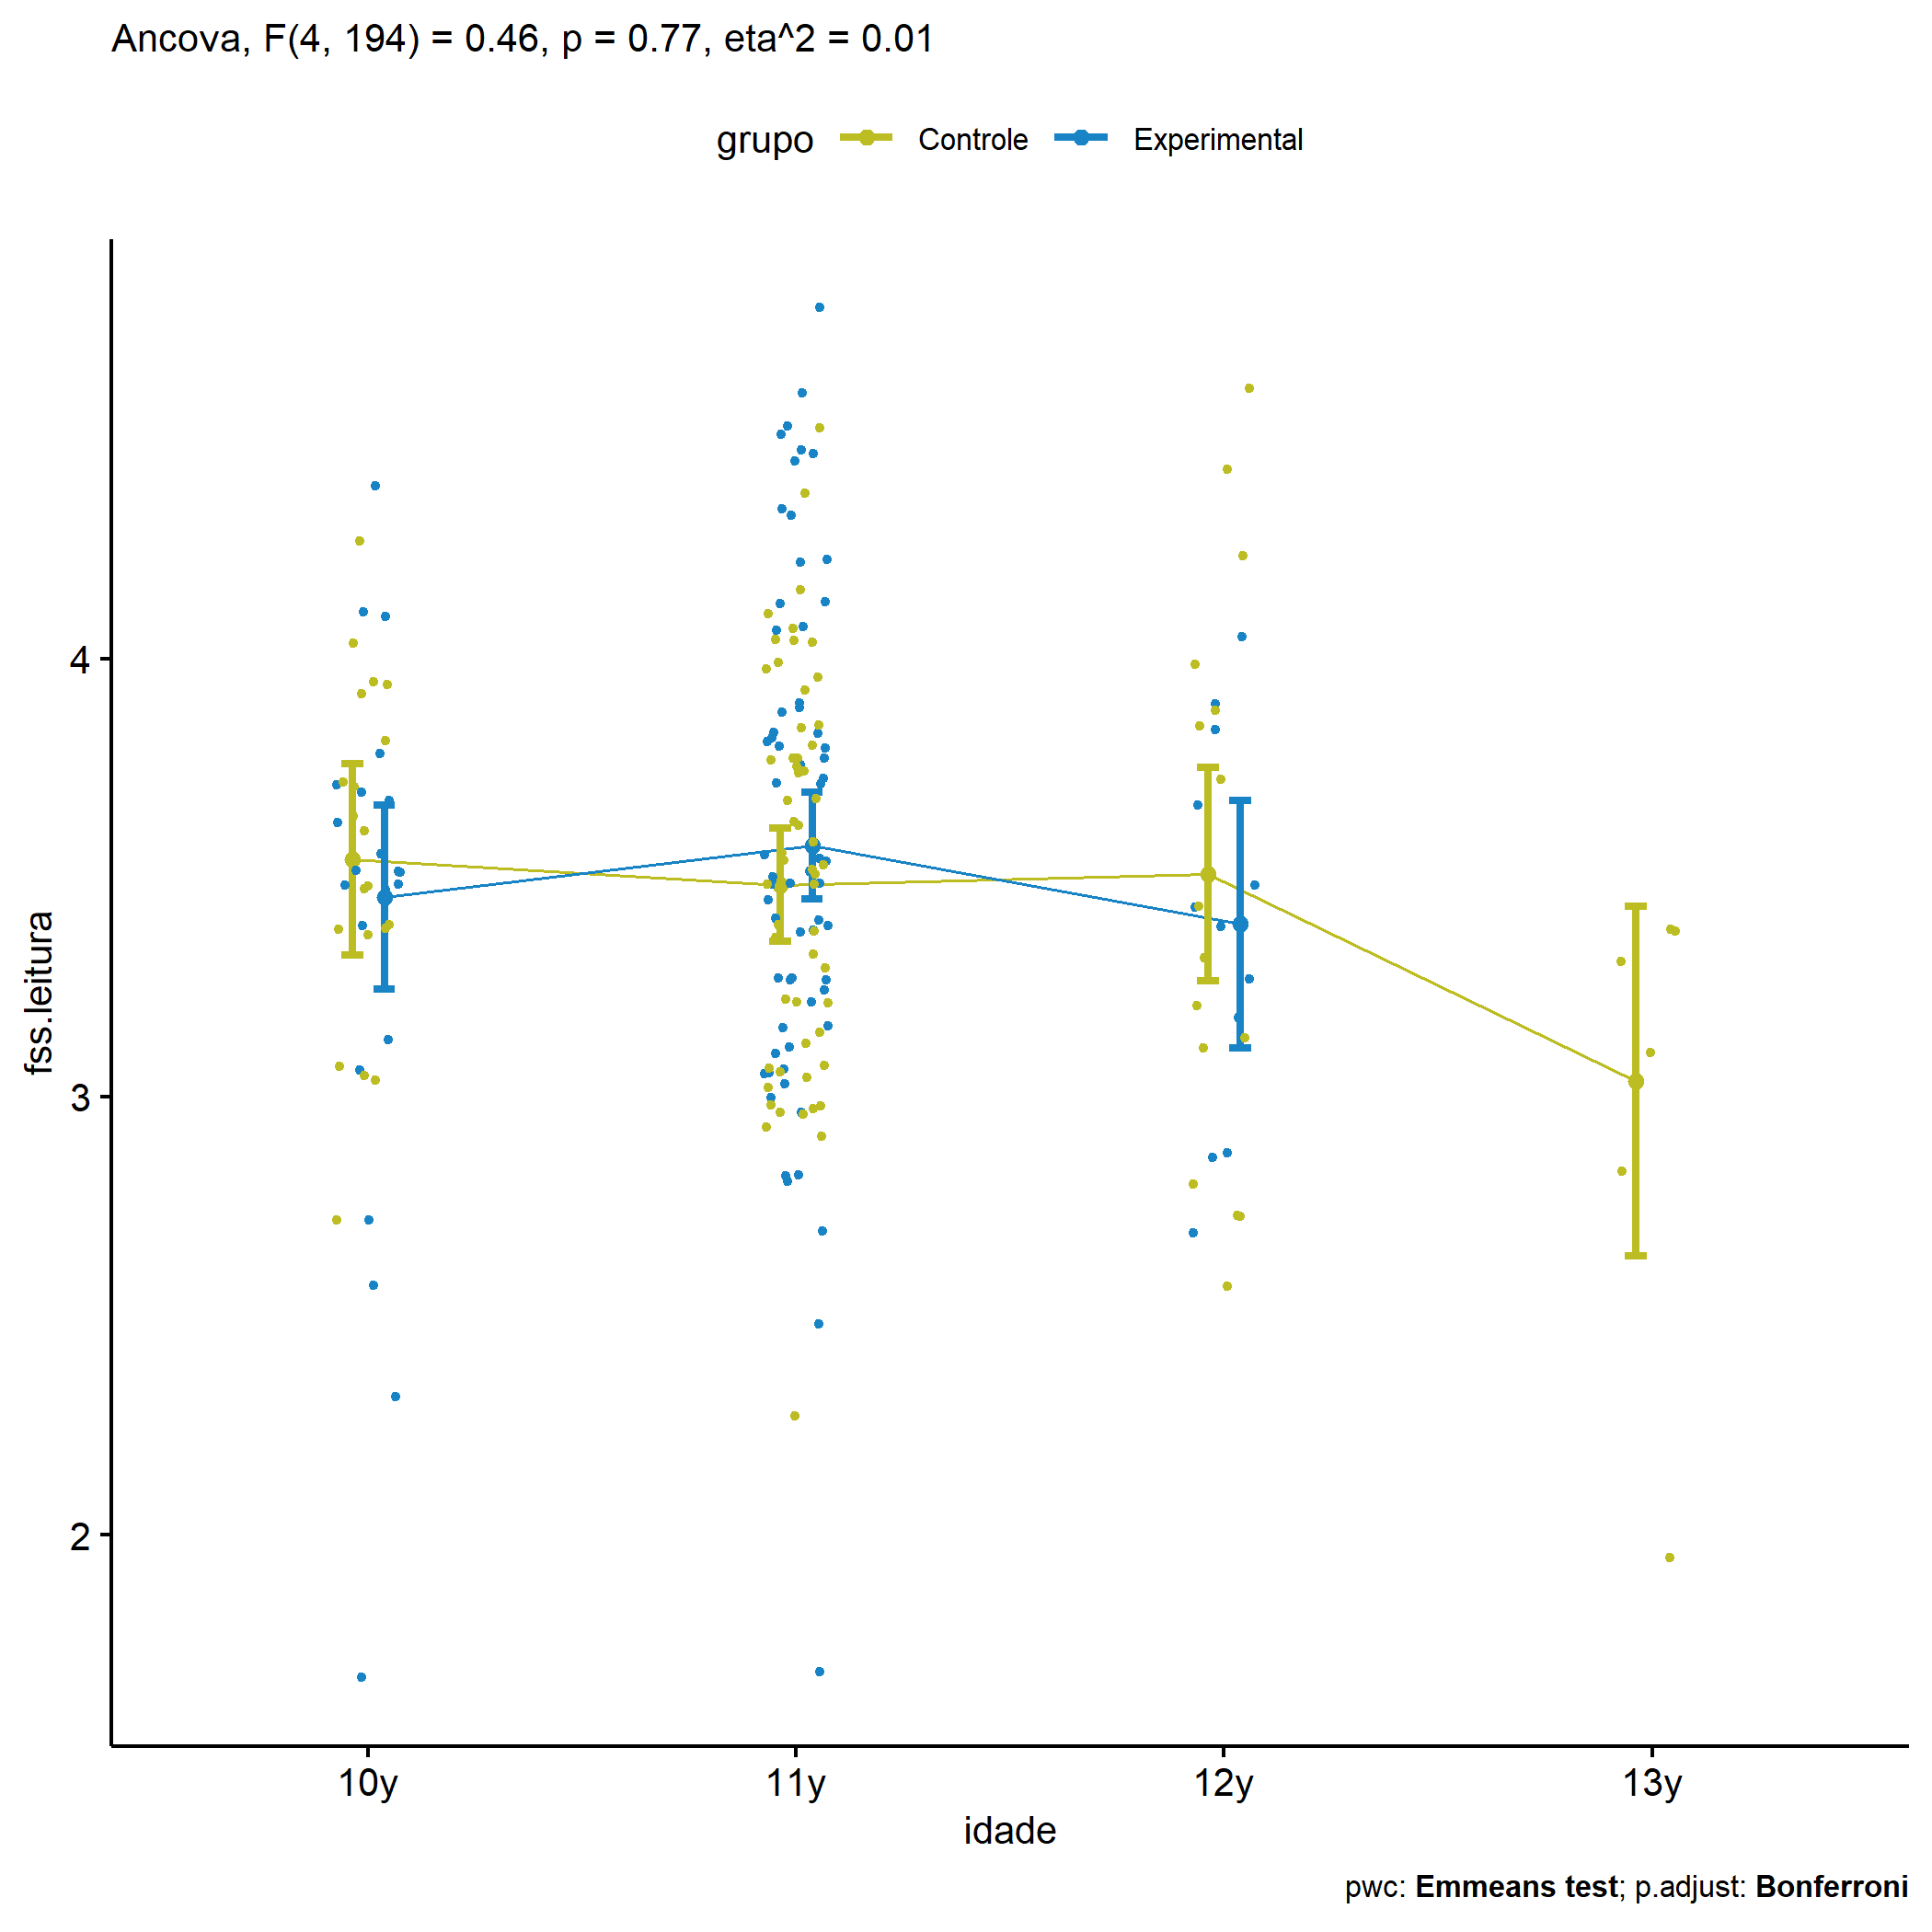 Ancova, F(4, 194) = 0.46, p = 0.77, eta^2 = 0.01
grupo Controle Experimental
fss.leitura
4
3
2
10y 11y 12y 13y
idade
pwc: Emmeans test; p.adjust: Bonferroni